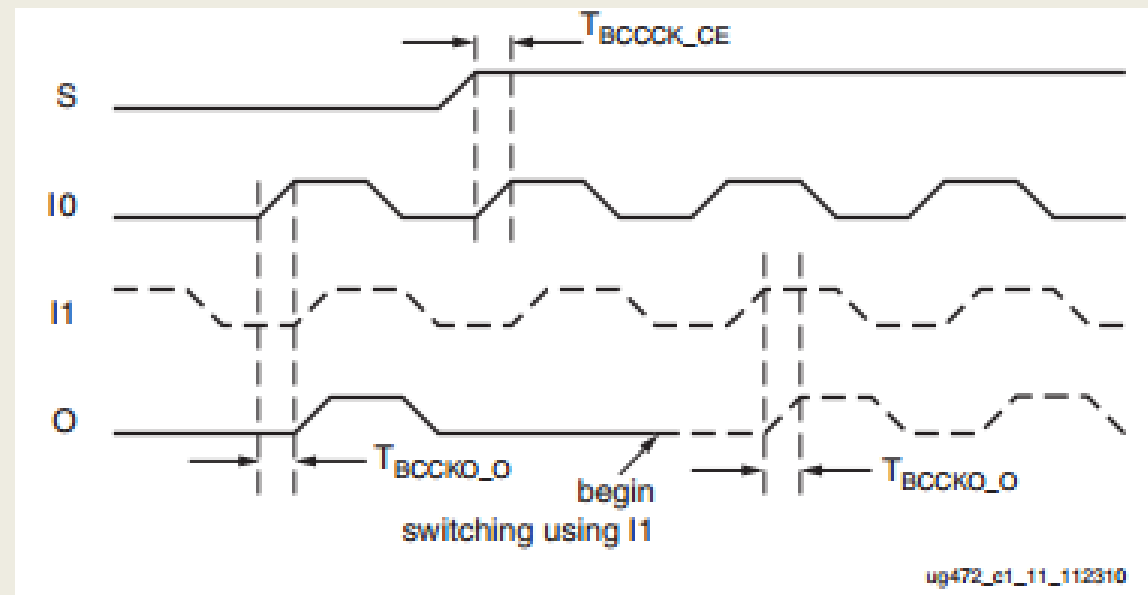 TBCCCK_CE
S
I0
I1
O
TBCCKO_O
begin
switching using I1
TBCCKO_O
ug472_c1_11_112310